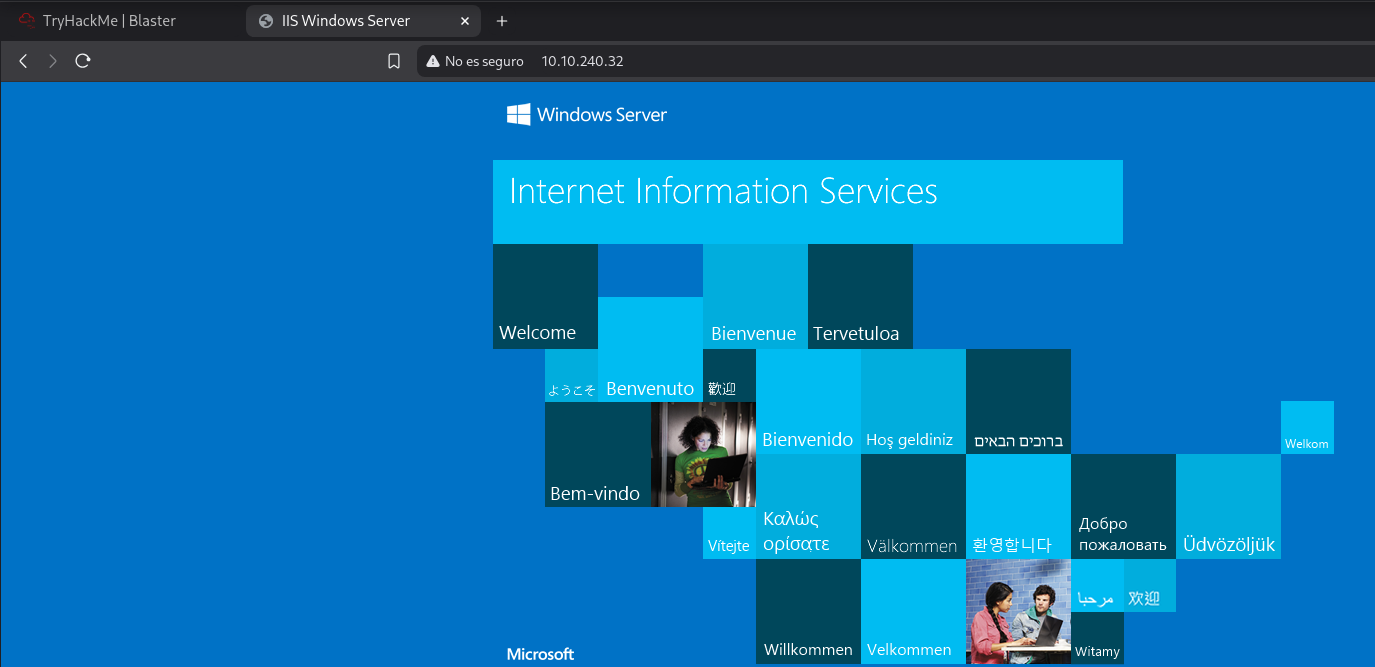 TryHackMe | Blaster
IIS Windows Server
No es seguro 10.10.240.32
Windows Server
Internet Information Services
Welcome
Bienvenue
Tervetuloa
ようこそ
Benvenuto
歡迎
Bienvenido
Hoş geldiniz
ברוכים הבאים
Welkom
Bem-vindo
Vítejte
Καλώς
ορίσατε
Välkommen
환영합니다
Добро
пожаловать
Üdvözöljük
Willkommen
Velkommen
مرحبا
欢迎
Witamy
Microsoft